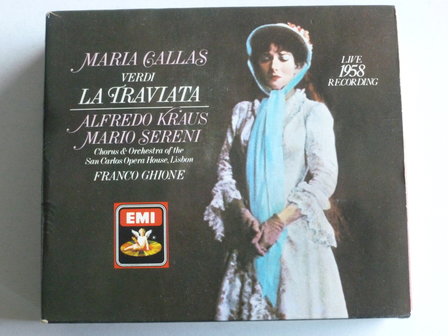 MARIA CALLAS
VERDI
LA TRAVIATA
ALFREDO KRAUS
MARIO SERENI
Chorus & Orchestra of the
San Carlos Opera House, Lisbon
FRANCO GHIONE
EMI
LIVE
1958
RECORDING